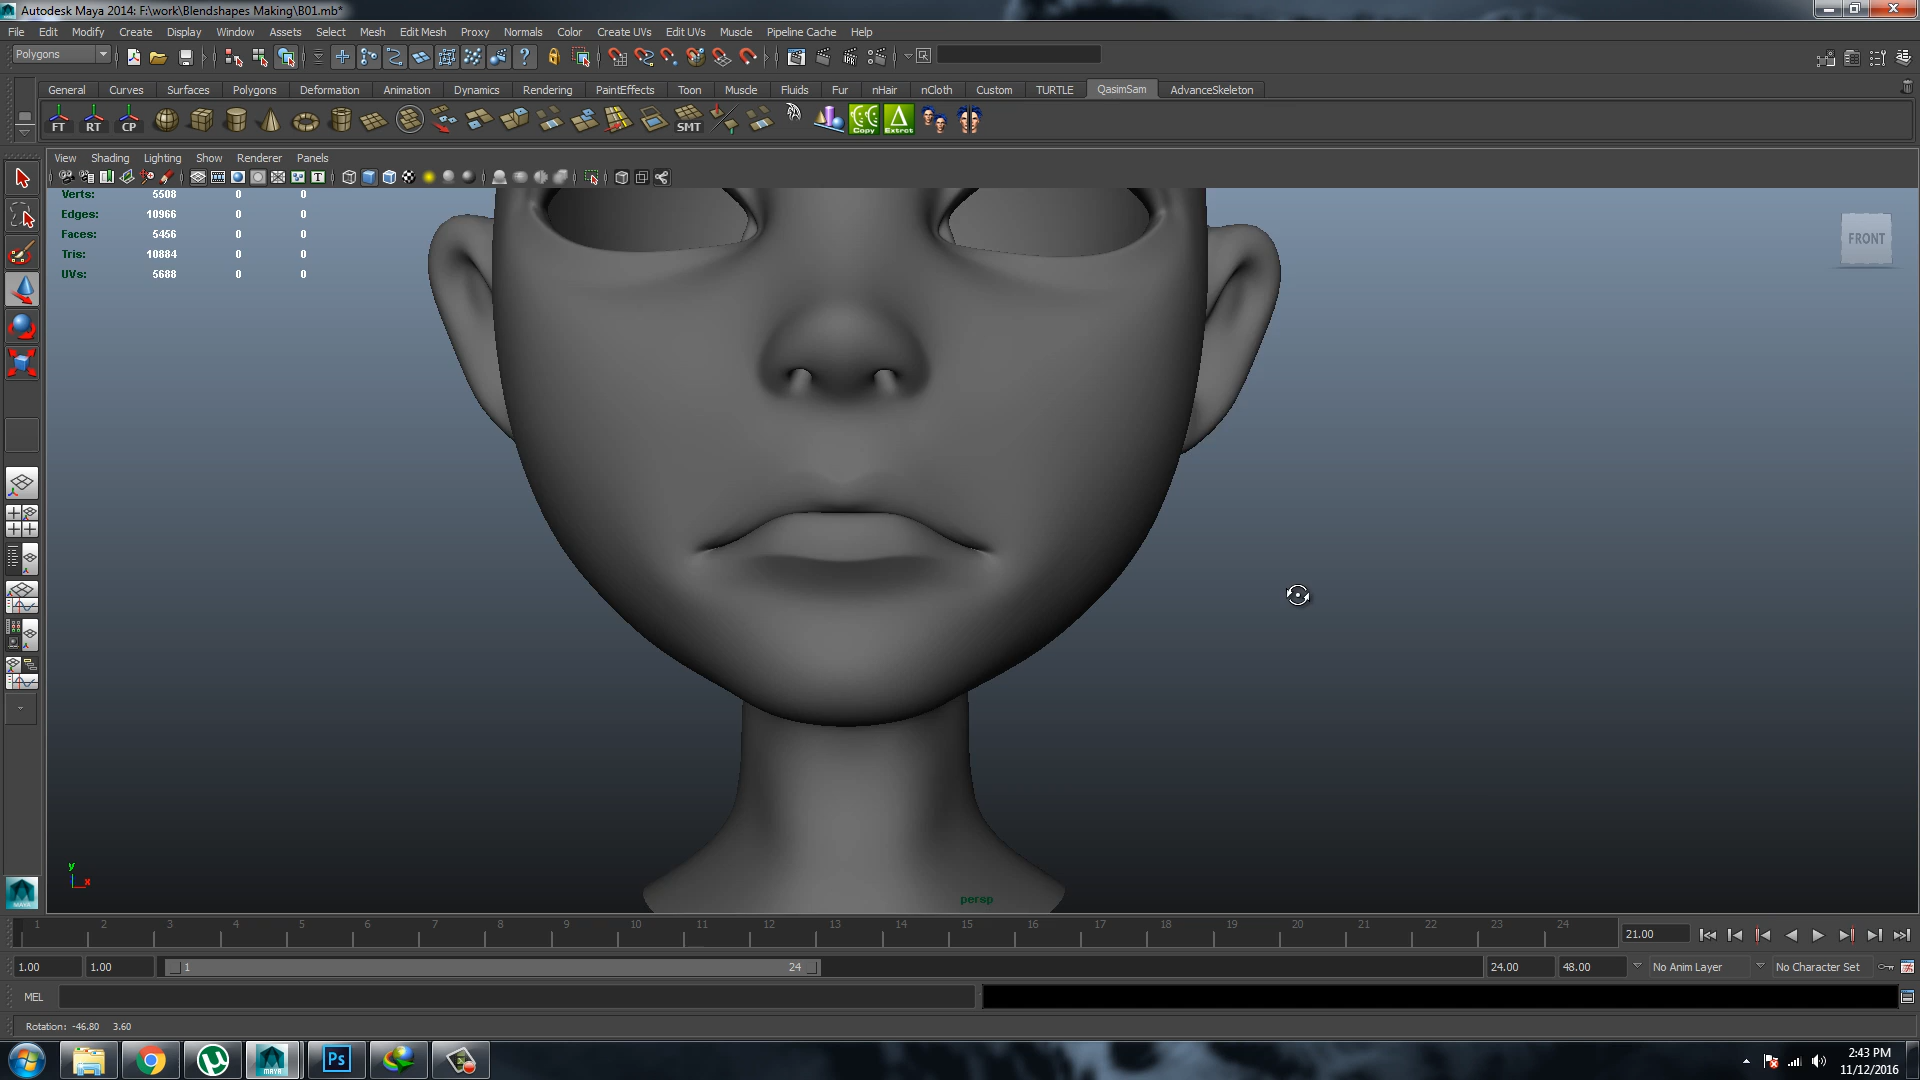 Autodesk Maya 2014: F:\work\Blendshapes Making\B01.mb*
File Edit Modify Create Display Window Assets Select Mesh Edit Mesh Proxy Normals Color Create UVs Edit UVs Muscle Pipeline Cache Help
Polygons
General Curves Surfaces Polygons Deformation Animation Dynamics Rendering PaintEffects Toon Muscle Fluids Fur nHair nCloth Custom TURTLE QasimSam AdvanceSkeleton
FT RT CP SMT Copy Extrct
View Shading Lighting Show Renderer Panels
Verts: 5508 0 0
Edges: 10966 0 0
Faces: 5456 0 0
Tris: 10884 0 0
UVs: 5688 0 0
FRONT
y
x
persp
MAYA
1 2 3 4 5 6 7 8 9 10 11 12 13 14 15 16 17 18 19 20 21 22 23 24 21.00
1.00 1.00 1 24 24.00 48.00 No Anim Layer No Character Set
MEL
Rotation: -46.80 3.60
MAYA Ps
2:43 PM
11/12/2016